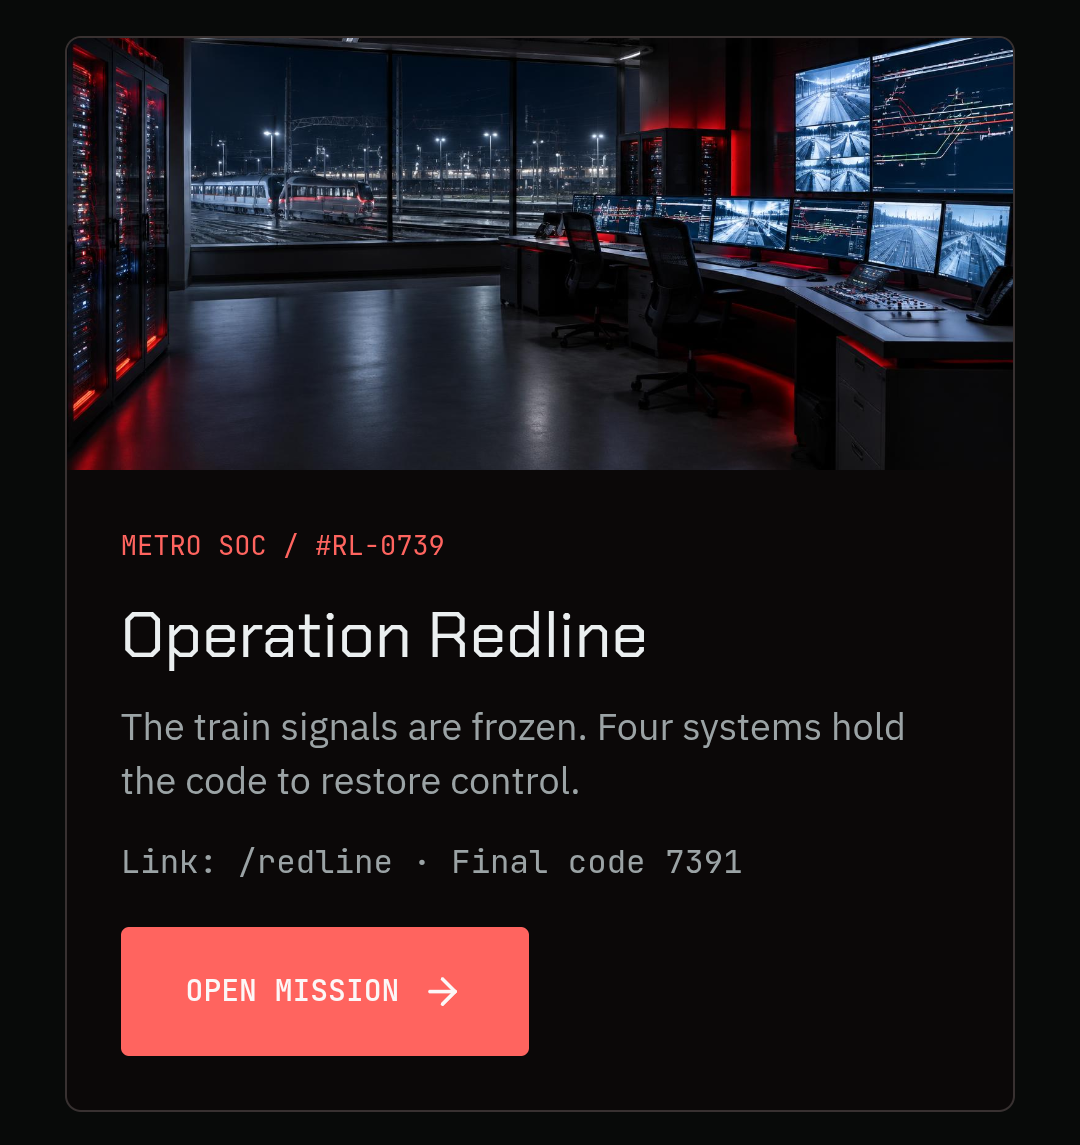 METRO SOC / #RL-0739
Operation Redline
The train signals are frozen. Four systems hold
the code to restore control.
Link: /redline · Final code 7391
OPEN MISSION →